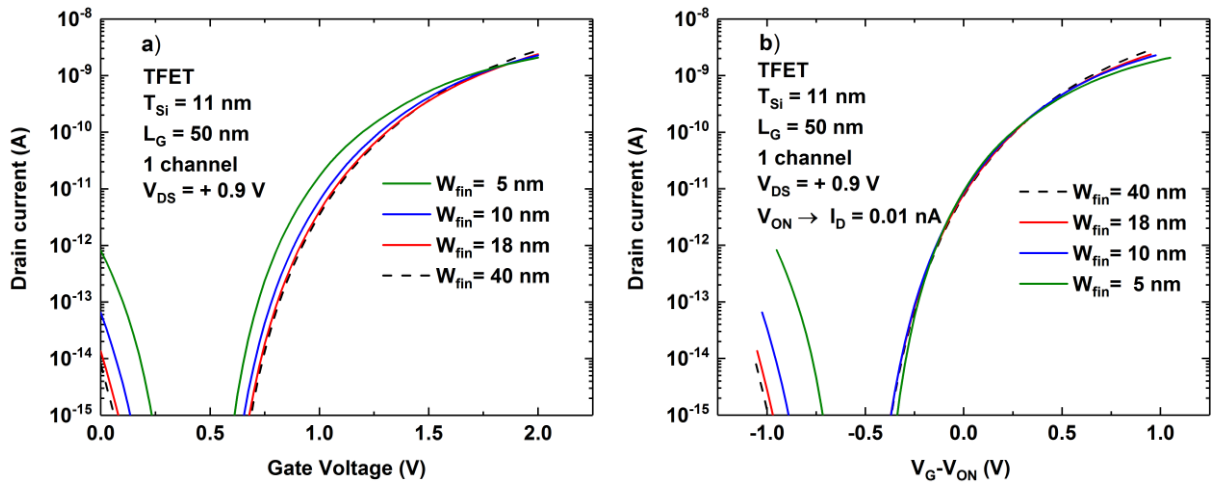 a)
TFET
T_Si = 11 nm
L_G = 50 nm
1 channel
V_DS = + 0.9 V
W_fin= 5 nm
W_fin= 10 nm
W_fin= 18 nm
W_fin= 40 nm
Drain current (A)
10^-8
10^-9
10^-10
10^-11
10^-12
10^-13
10^-14
10^-15
0.0 0.5 1.0 1.5 2.0
Gate Voltage (V)
b)
TFET
T_Si = 11 nm
L_G = 50 nm
1 channel
V_DS = + 0.9 V
V_ON → I_D = 0.01 nA
W_fin= 40 nm
W_fin= 18 nm
W_fin= 10 nm
W_fin= 5 nm
Drain current (A)
10^-8
10^-9
10^-10
10^-11
10^-12
10^-13
10^-14
10^-15
-1.0 -0.5 0.0 0.5 1.0
V_G-V_ON (V)